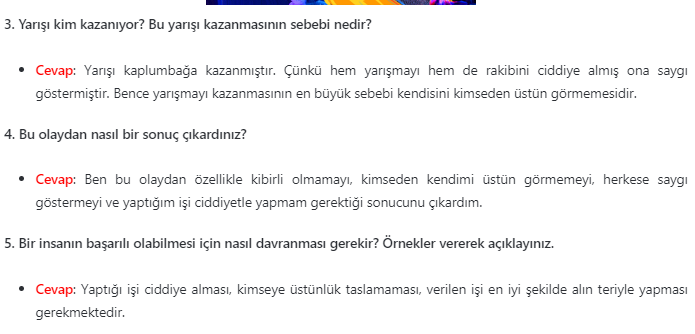 3. Yarışı kim kazanıyor? Bu yarışı kazanmasının sebebi nedir?
• Cevap: Yarışı kaplumbağa kazanmıştır. Çünkü hem yarışmayı hem de rakibini ciddiye almış ona saygı
göstermiştir. Bence yarışmayı kazanmasının en büyük sebebi kendisini kimseden üstün görmemesidir.
4. Bu olaydan nasıl bir sonuç çıkardınız?
• Cevap: Ben bu olaydan özellikle kibirli olmamayı, kimseden kendimi üstün görmemeyi, herkese saygı
göstermeyi ve yaptığım işi ciddiyetle yapmam gerektiği sonucunu çıkardım.
5. Bir insanın başarılı olabilmesi için nasıl davranması gerekir? Örnekler vererek açıklayınız.
• Cevap: Yaptığı işi ciddiye alması, kimseye üstünlük taslamaması, verilen işi en iyi şekilde alın teriyle yapması
gerekmektedir.